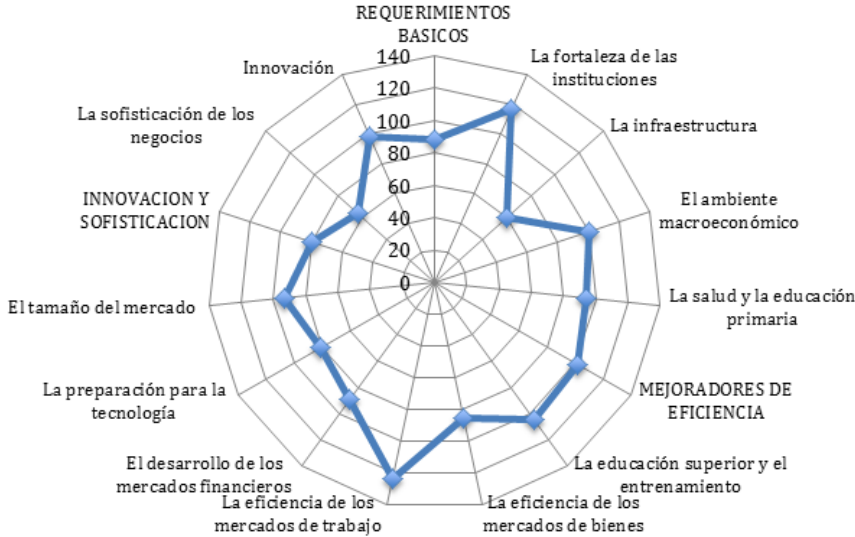 REQUERIMIENTOS
BASICOS
La fortaleza de las
instituciones
La infraestructura
El ambiente
macroeconómico
La salud y la educación
primaria
MEJORADORES DE
EFICIENCIA
La educación superior y el
entrenamiento
La eficiencia de los
mercados de bienes
La eficiencia de los
mercados de trabajo
El desarrollo de los
mercados financieros
La preparación para la
tecnología
El tamaño del mercado
INNOVACION Y
SOFISTICACION
La sofisticación de los
negocios
Innovación
140
120
100
80
60
40
20
0